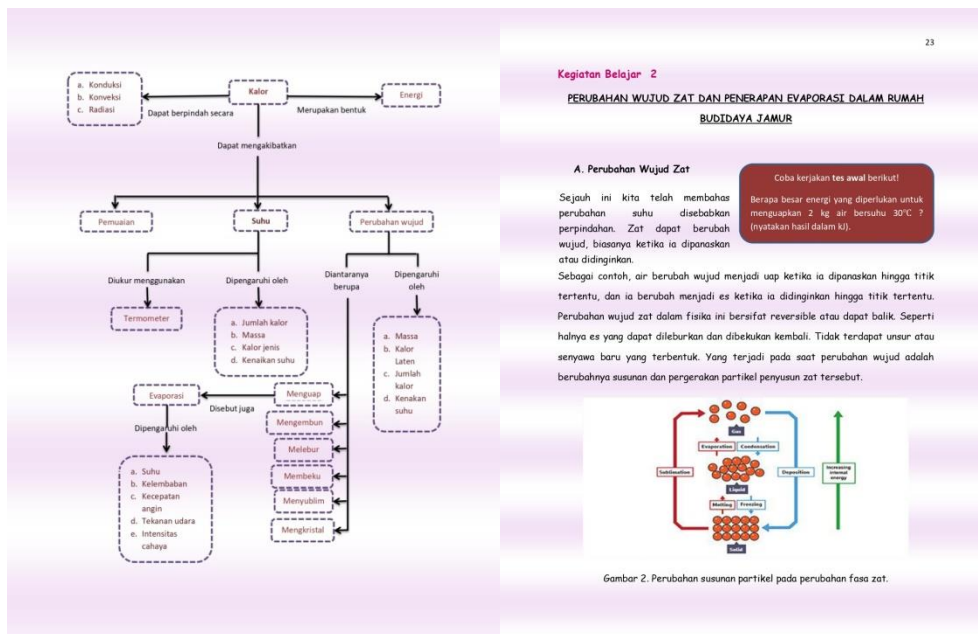 a. Konduksi
b. Konveksi
c. Radiasi
Kalor
Energi
Dapat berpindah secara
Merupakan bentuk
Dapat mengakibatkan
Pemuaian
Suhu
Perubahan wujud
Diukur menggunakan
Dipengaruhi oleh
Diantaranya
berupa
Dipengaruhi
oleh
Termometer
a. Jumlah kalor
b. Massa
c. Kalor jenis
d. Kenaikan suhu
a. Massa
b. Kalor
Laten
c. Jumlah
kalor
d. Kenakan
suhu
Evaporasi
Disebut juga
Menguap
Mengembun
Melebur
Membeku
Menyublim
Mengkristal
Dipengaruhi oleh
a. Suhu
b. Kelembaban
c. Kecepatan
angin
d. Tekanan udara
e. Intensitas
cahaya
23
Kegiatan Belajar 2
PERUBAHAN WUJUD ZAT DAN PENERAPAN EVAPORASI DALAM RUMAH
BUDIDAYA JAMUR
A. Perubahan Wujud Zat
Sejauh ini kita telah membahas
perubahan suhu disebabkan
perpindahan. Zat dapat berubah
wujud, biasanya ketika ia dipanaskan
atau didinginkan.
Coba kerjakan tes awal berikut!
Berapa besar energi yang diperlukan untuk
menguapkan 2 kg air bersuhu 30°C ?
(nyatakan hasil dalam kJ).
Sebagai contoh, air berubah wujud menjadi uap ketika ia dipanaskan hingga titik
tertentu, dan ia berubah menjadi es ketika ia didinginkan hingga titik tertentu.
Perubahan wujud zat dalam fisika ini bersifat reversible atau dapat balik. Seperti
halnya es yang dapat dileburkan dan dibekukan kembali. Tidak terdapat unsur atau
senyawa baru yang terbentuk. Yang terjadi pada saat perubahan wujud adalah
berubahnya susunan dan pergerakan partikel penyusun zat tersebut.
Gas
Evaporation
Condensation
Sublimation
Liquid
Deposition
Increasing
internal
energy
Melting
Freezing
Solid
Gambar 2. Perubahan susunan partikel pada perubahan fasa zat.